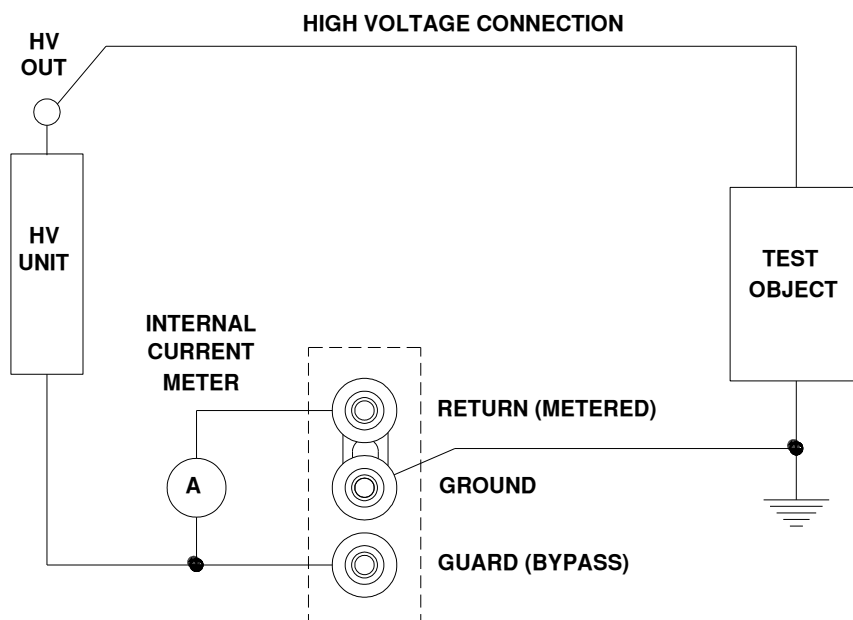 HIGH VOLTAGE CONNECTION
HV
OUT
HV
UNIT
TEST
OBJECT
INTERNAL
CURRENT
METER
RETURN (METERED)
A
GROUND
GUARD (BYPASS)